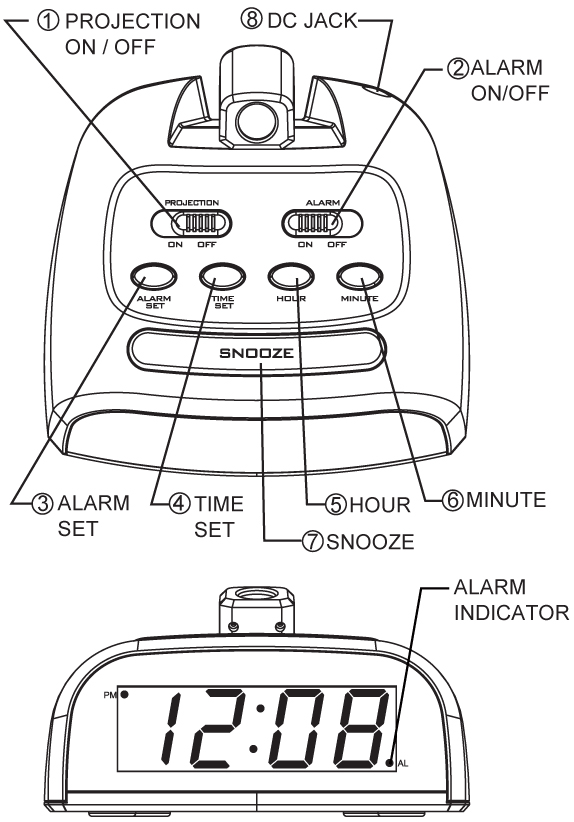 ① PROJECTION
ON / OFF
⑧ DC JACK
② ALARM
ON/OFF
PROJECTION
ON OFF
ALARM
ON OFF
ALARM
SET
TIME
SET
HOUR
MINUTE
SNOOZE
③ ALARM
SET
④ TIME
SET
⑤ HOUR
⑥ MINUTE
⑦ SNOOZE
ALARM
INDICATOR
PM
12:08
AL